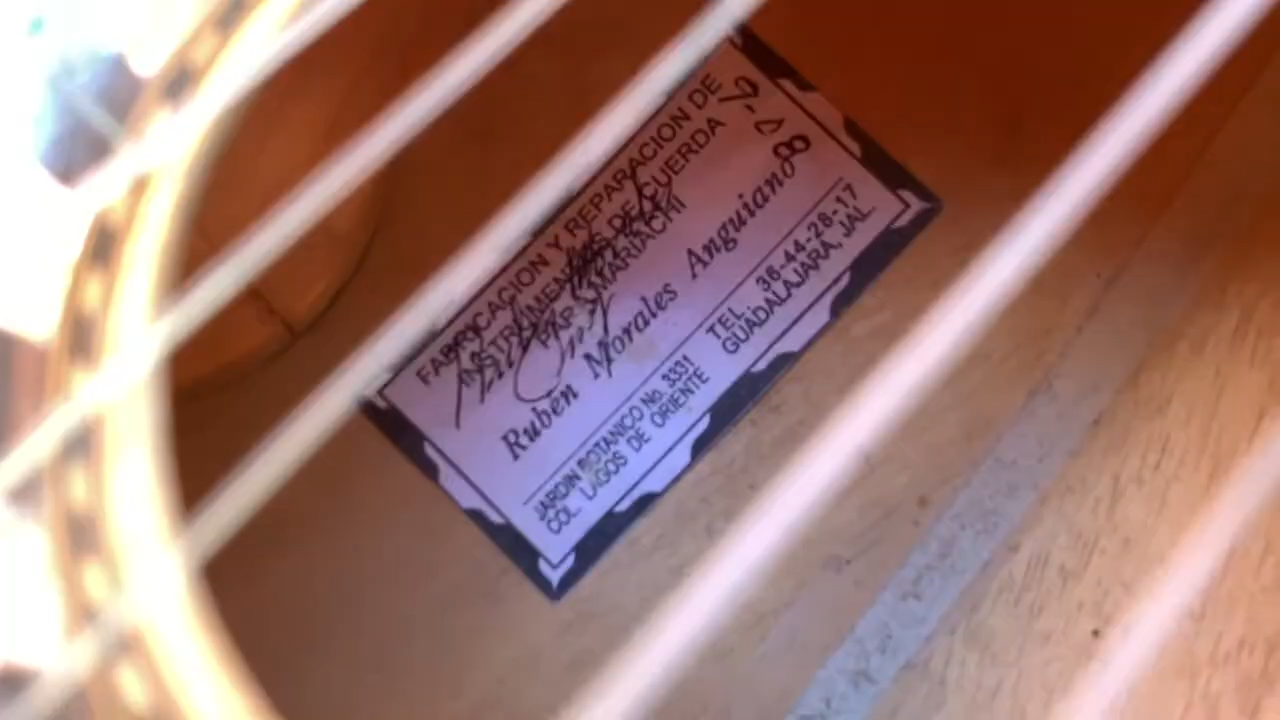 FABRICACION Y REPARACION DE
INSTRUMENTOS DE CUERDA
PARA MARIACHI
Rubén Morales Anguiano
JARDIN BOTANICO No. 3331
COL. LAGOS DE ORIENTE
TEL. 36-44-28-17
GUADALAJARA, JAL.